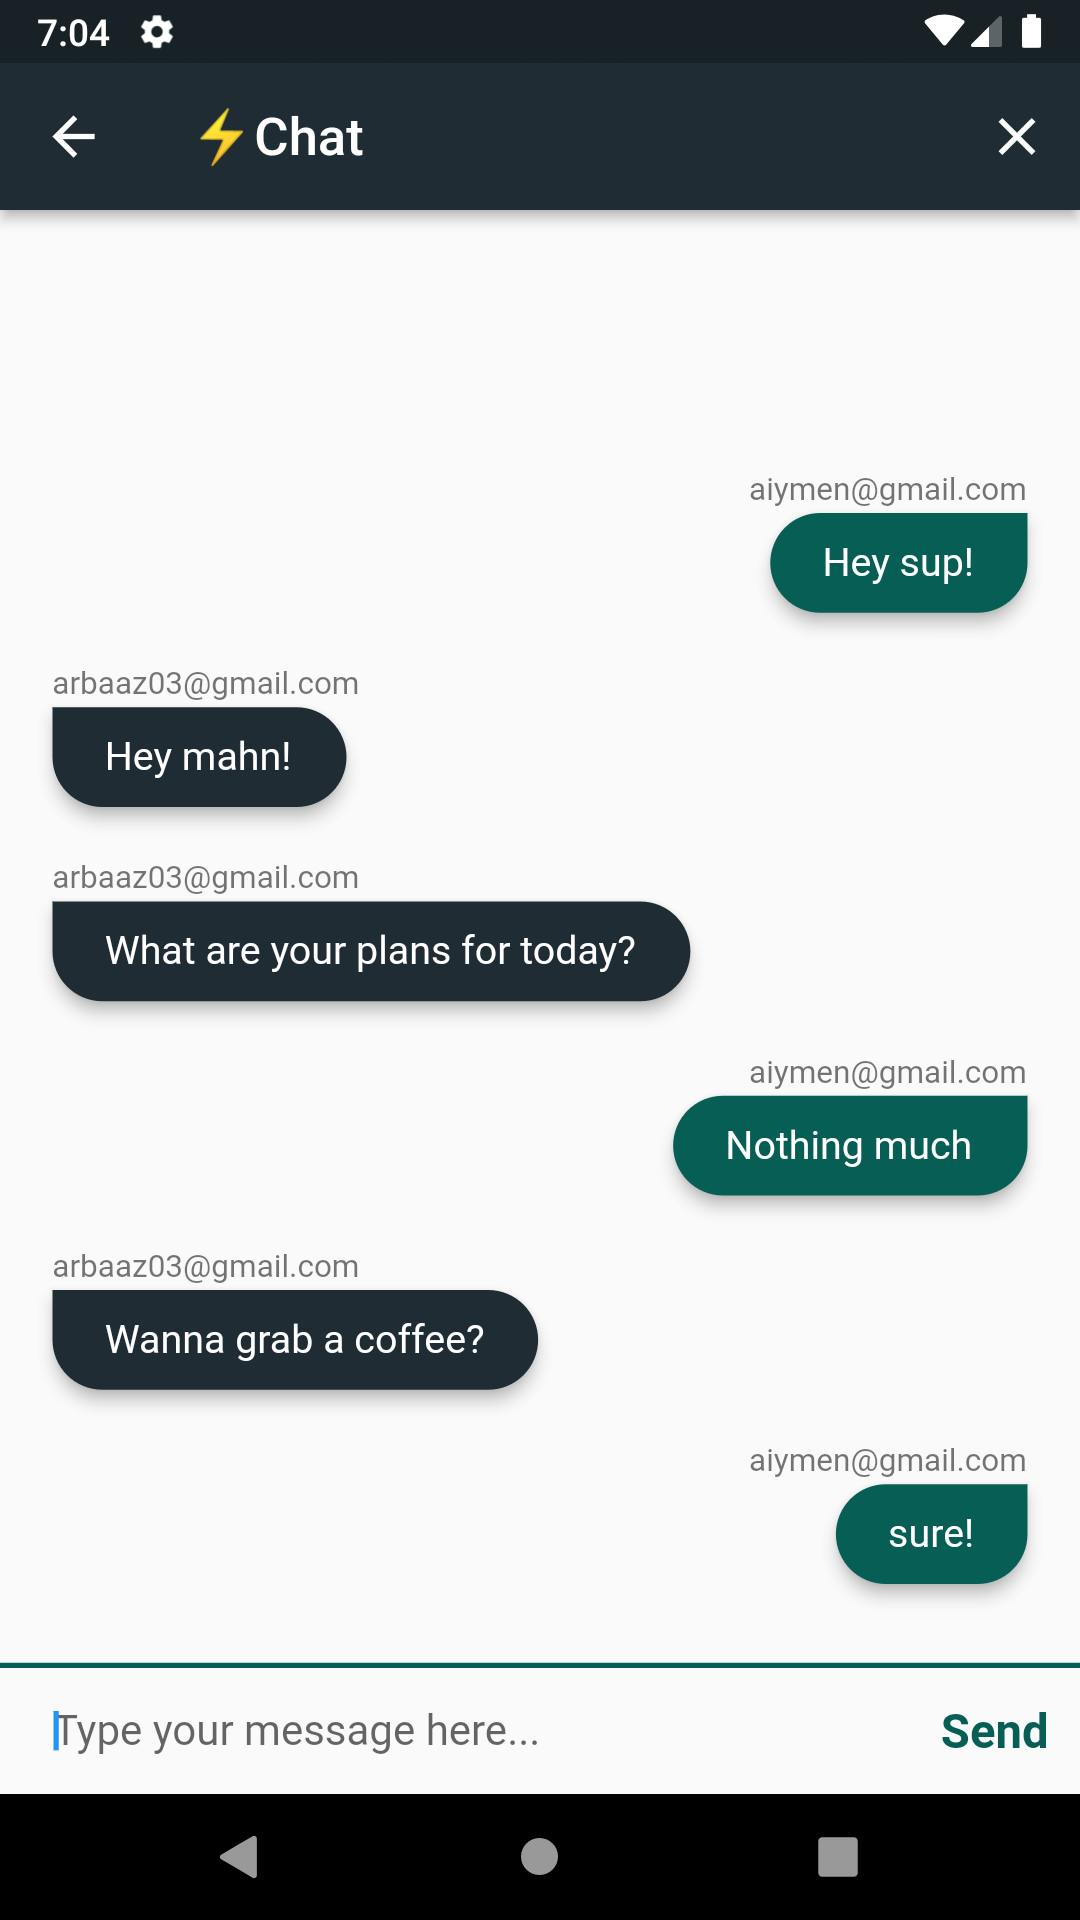 7:04
⚡Chat
aiymen@gmail.com
Hey sup!
arbaaz03@gmail.com
Hey mahn!
arbaaz03@gmail.com
What are your plans for today?
aiymen@gmail.com
Nothing much
arbaaz03@gmail.com
Wanna grab a coffee?
aiymen@gmail.com
sure!
Type your message here...
Send